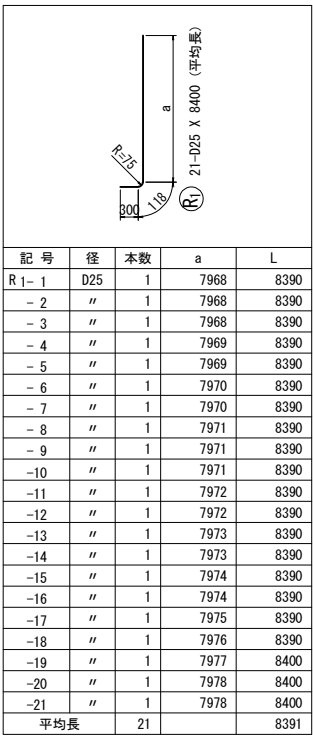 a
21-D25 X 8400 (平均長)
R=75
300
118
R1
記 号 径 本数 a L
R 1- 1 D25 1 7968 8390
- 2 〃 1 7968 8390
- 3 〃 1 7968 8390
- 4 〃 1 7969 8390
- 5 〃 1 7969 8390
- 6 〃 1 7970 8390
- 7 〃 1 7970 8390
- 8 〃 1 7971 8390
- 9 〃 1 7971 8390
-10 〃 1 7971 8390
-11 〃 1 7972 8390
-12 〃 1 7972 8390
-13 〃 1 7973 8390
-14 〃 1 7973 8390
-15 〃 1 7974 8390
-16 〃 1 7974 8390
-17 〃 1 7975 8390
-18 〃 1 7976 8390
-19 〃 1 7977 8400
-20 〃 1 7978 8400
-21 〃 1 7978 8400
平均長 21 8391